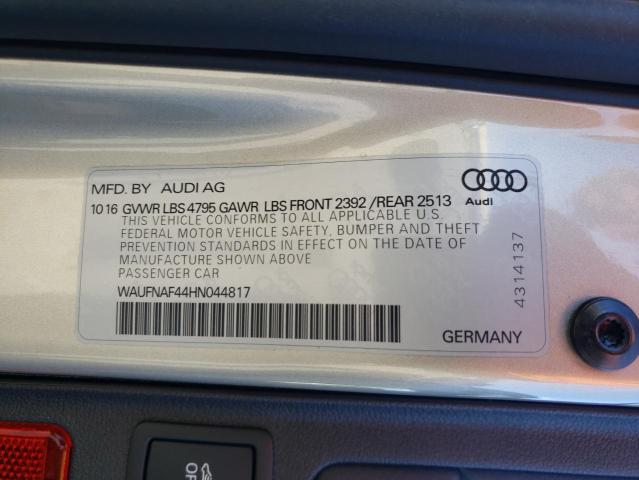 MFD. BY AUDI AG
Audi
10 16 GVWR LBS 4795 GAWR LBS FRONT 2392 /REAR 2513
THIS VEHICLE CONFORMS TO ALL APPLICABLE U.S.
FEDERAL MOTOR VEHICLE SAFETY, BUMPER AND THEFT
PREVENTION STANDARDS IN EFFECT ON THE DATE OF
MANUFACTURE SHOWN ABOVE
PASSENGER CAR
WAUFNAF44HN044817
GERMANY
4314137